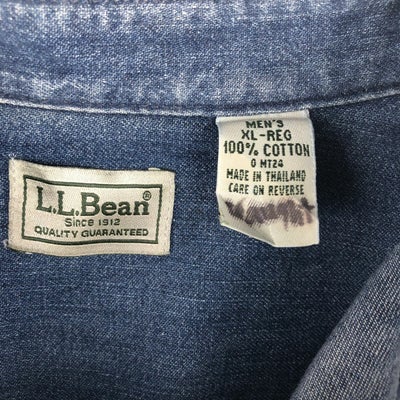 L.L.Bean®
Since 1912
QUALITY GUARANTEED
MEN'S
XL-REG
100% COTTON
0 MT24
MADE IN THAILAND
CARE ON REVERSE